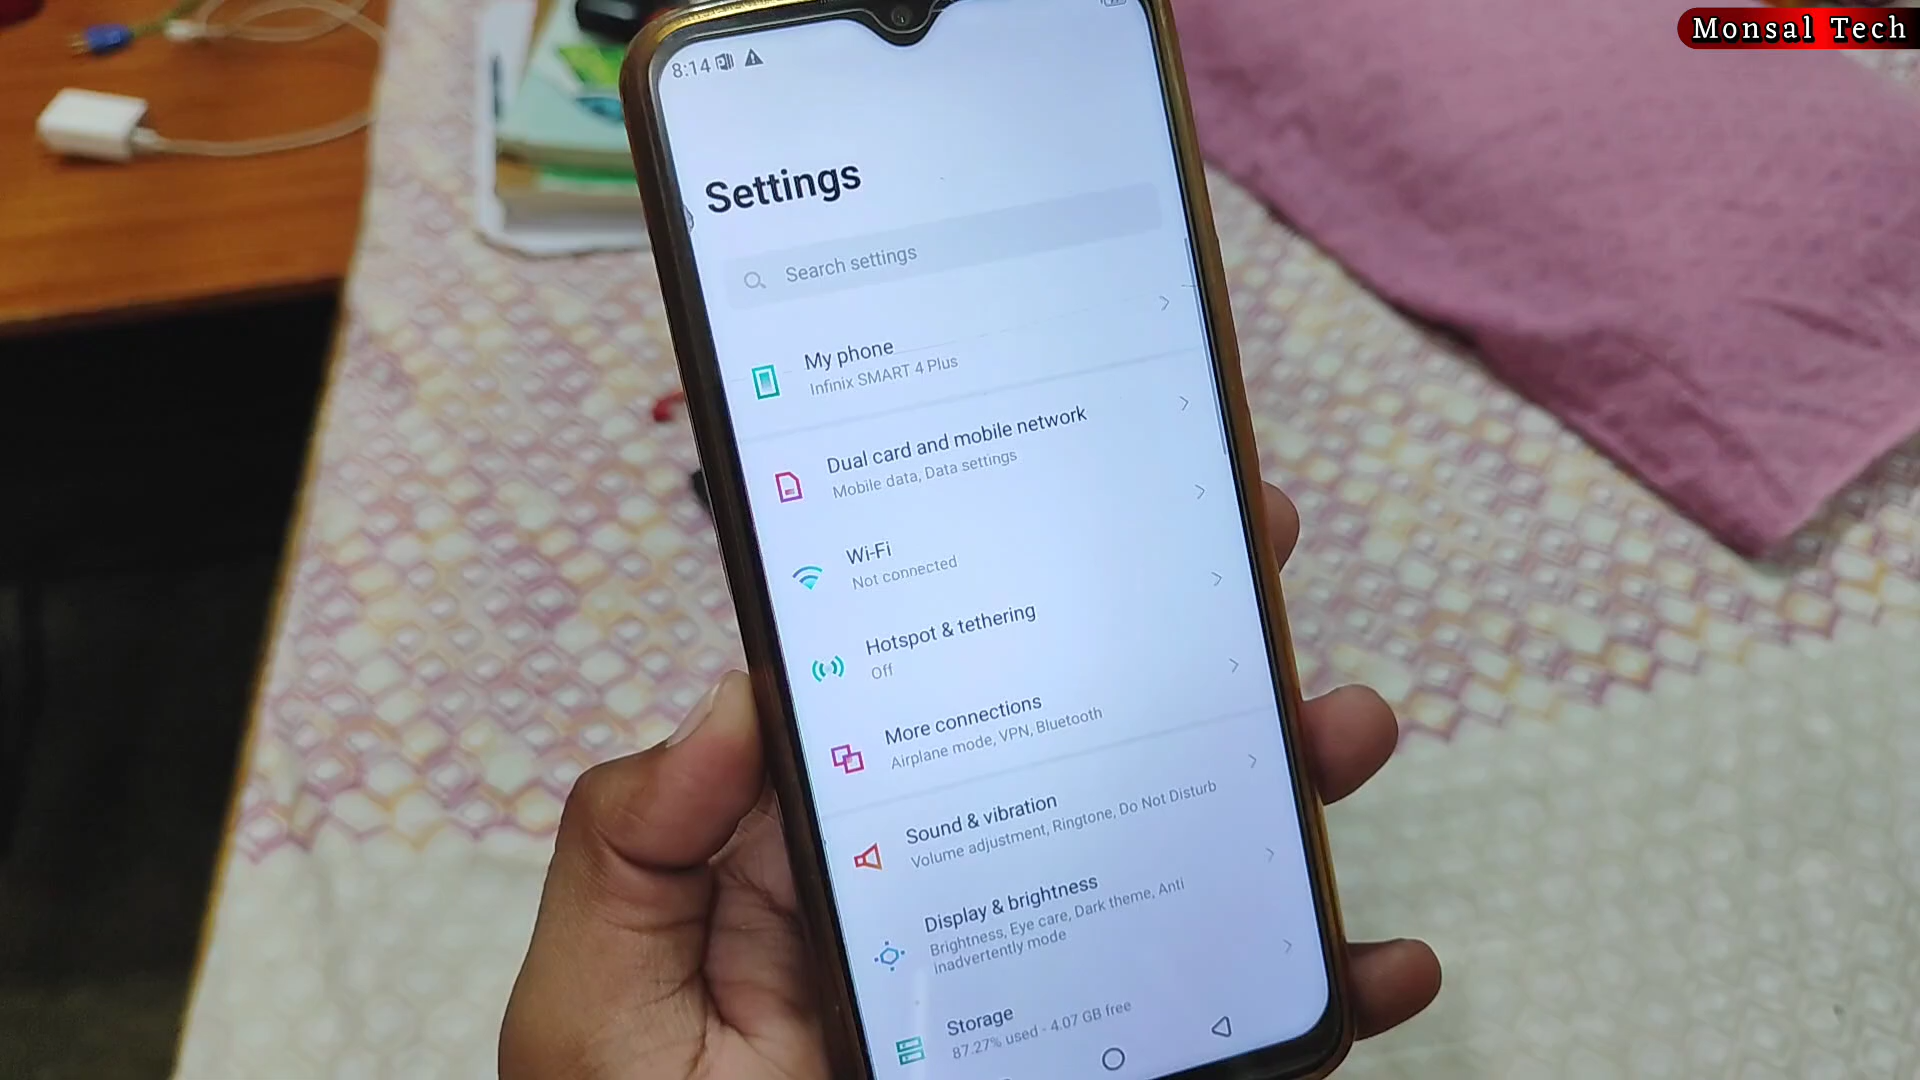 Monsal Tech
8:14
Settings
Search settings
My phone
Infinix SMART 4 Plus
Dual card and mobile network
Mobile data, Data settings
Wi-Fi
Not connected
Hotspot & tethering
Off
More connections
Airplane mode, VPN, Bluetooth
Sound & vibration
Volume adjustment, Ringtone, Do Not Disturb
Display & brightness
Brightness, Eye care, Dark theme, Anti
inadvertently mode
Storage
87.27% used - 4.07 GB free